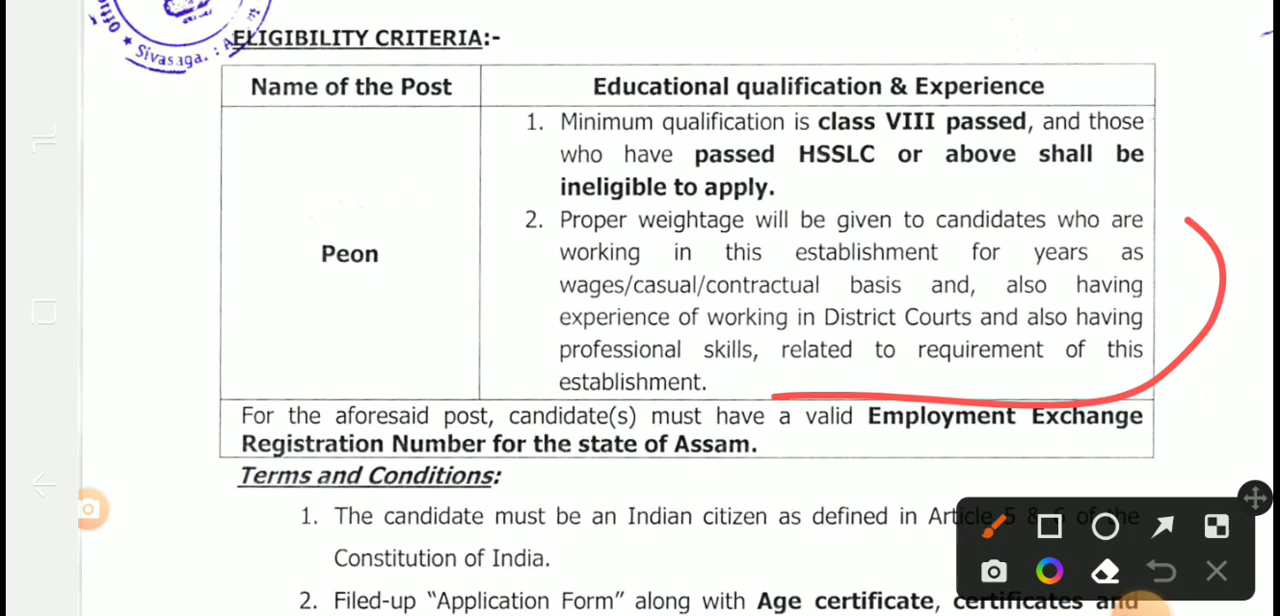 Sivasaga
ELIGIBILITY CRITERIA:-
Name of the Post
Educational qualification & Experience
Peon
1. Minimum qualification is class VIII passed, and those
who have passed HSSLC or above shall be
ineligible to apply.
2. Proper weightage will be given to candidates who are
working in this establishment for years as
wages/casual/contractual basis and, also having
experience of working in District Courts and also having
professional skills, related to requirement of this
establishment.
For the aforesaid post, candidate(s) must have a valid Employment Exchange
Registration Number for the state of Assam.
Terms and Conditions:
1. The candidate must be an Indian citizen as defined in Article 5 & 6 of the
Constitution of India.
2. Filed-up “Application Form” along with Age certificate, certificates and